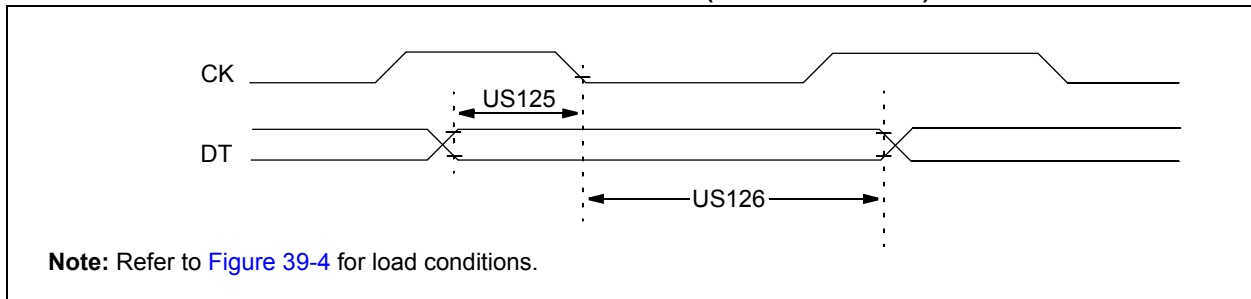 CK
US125
DT
US126
Note: Refer to Figure 39-4 for load conditions.